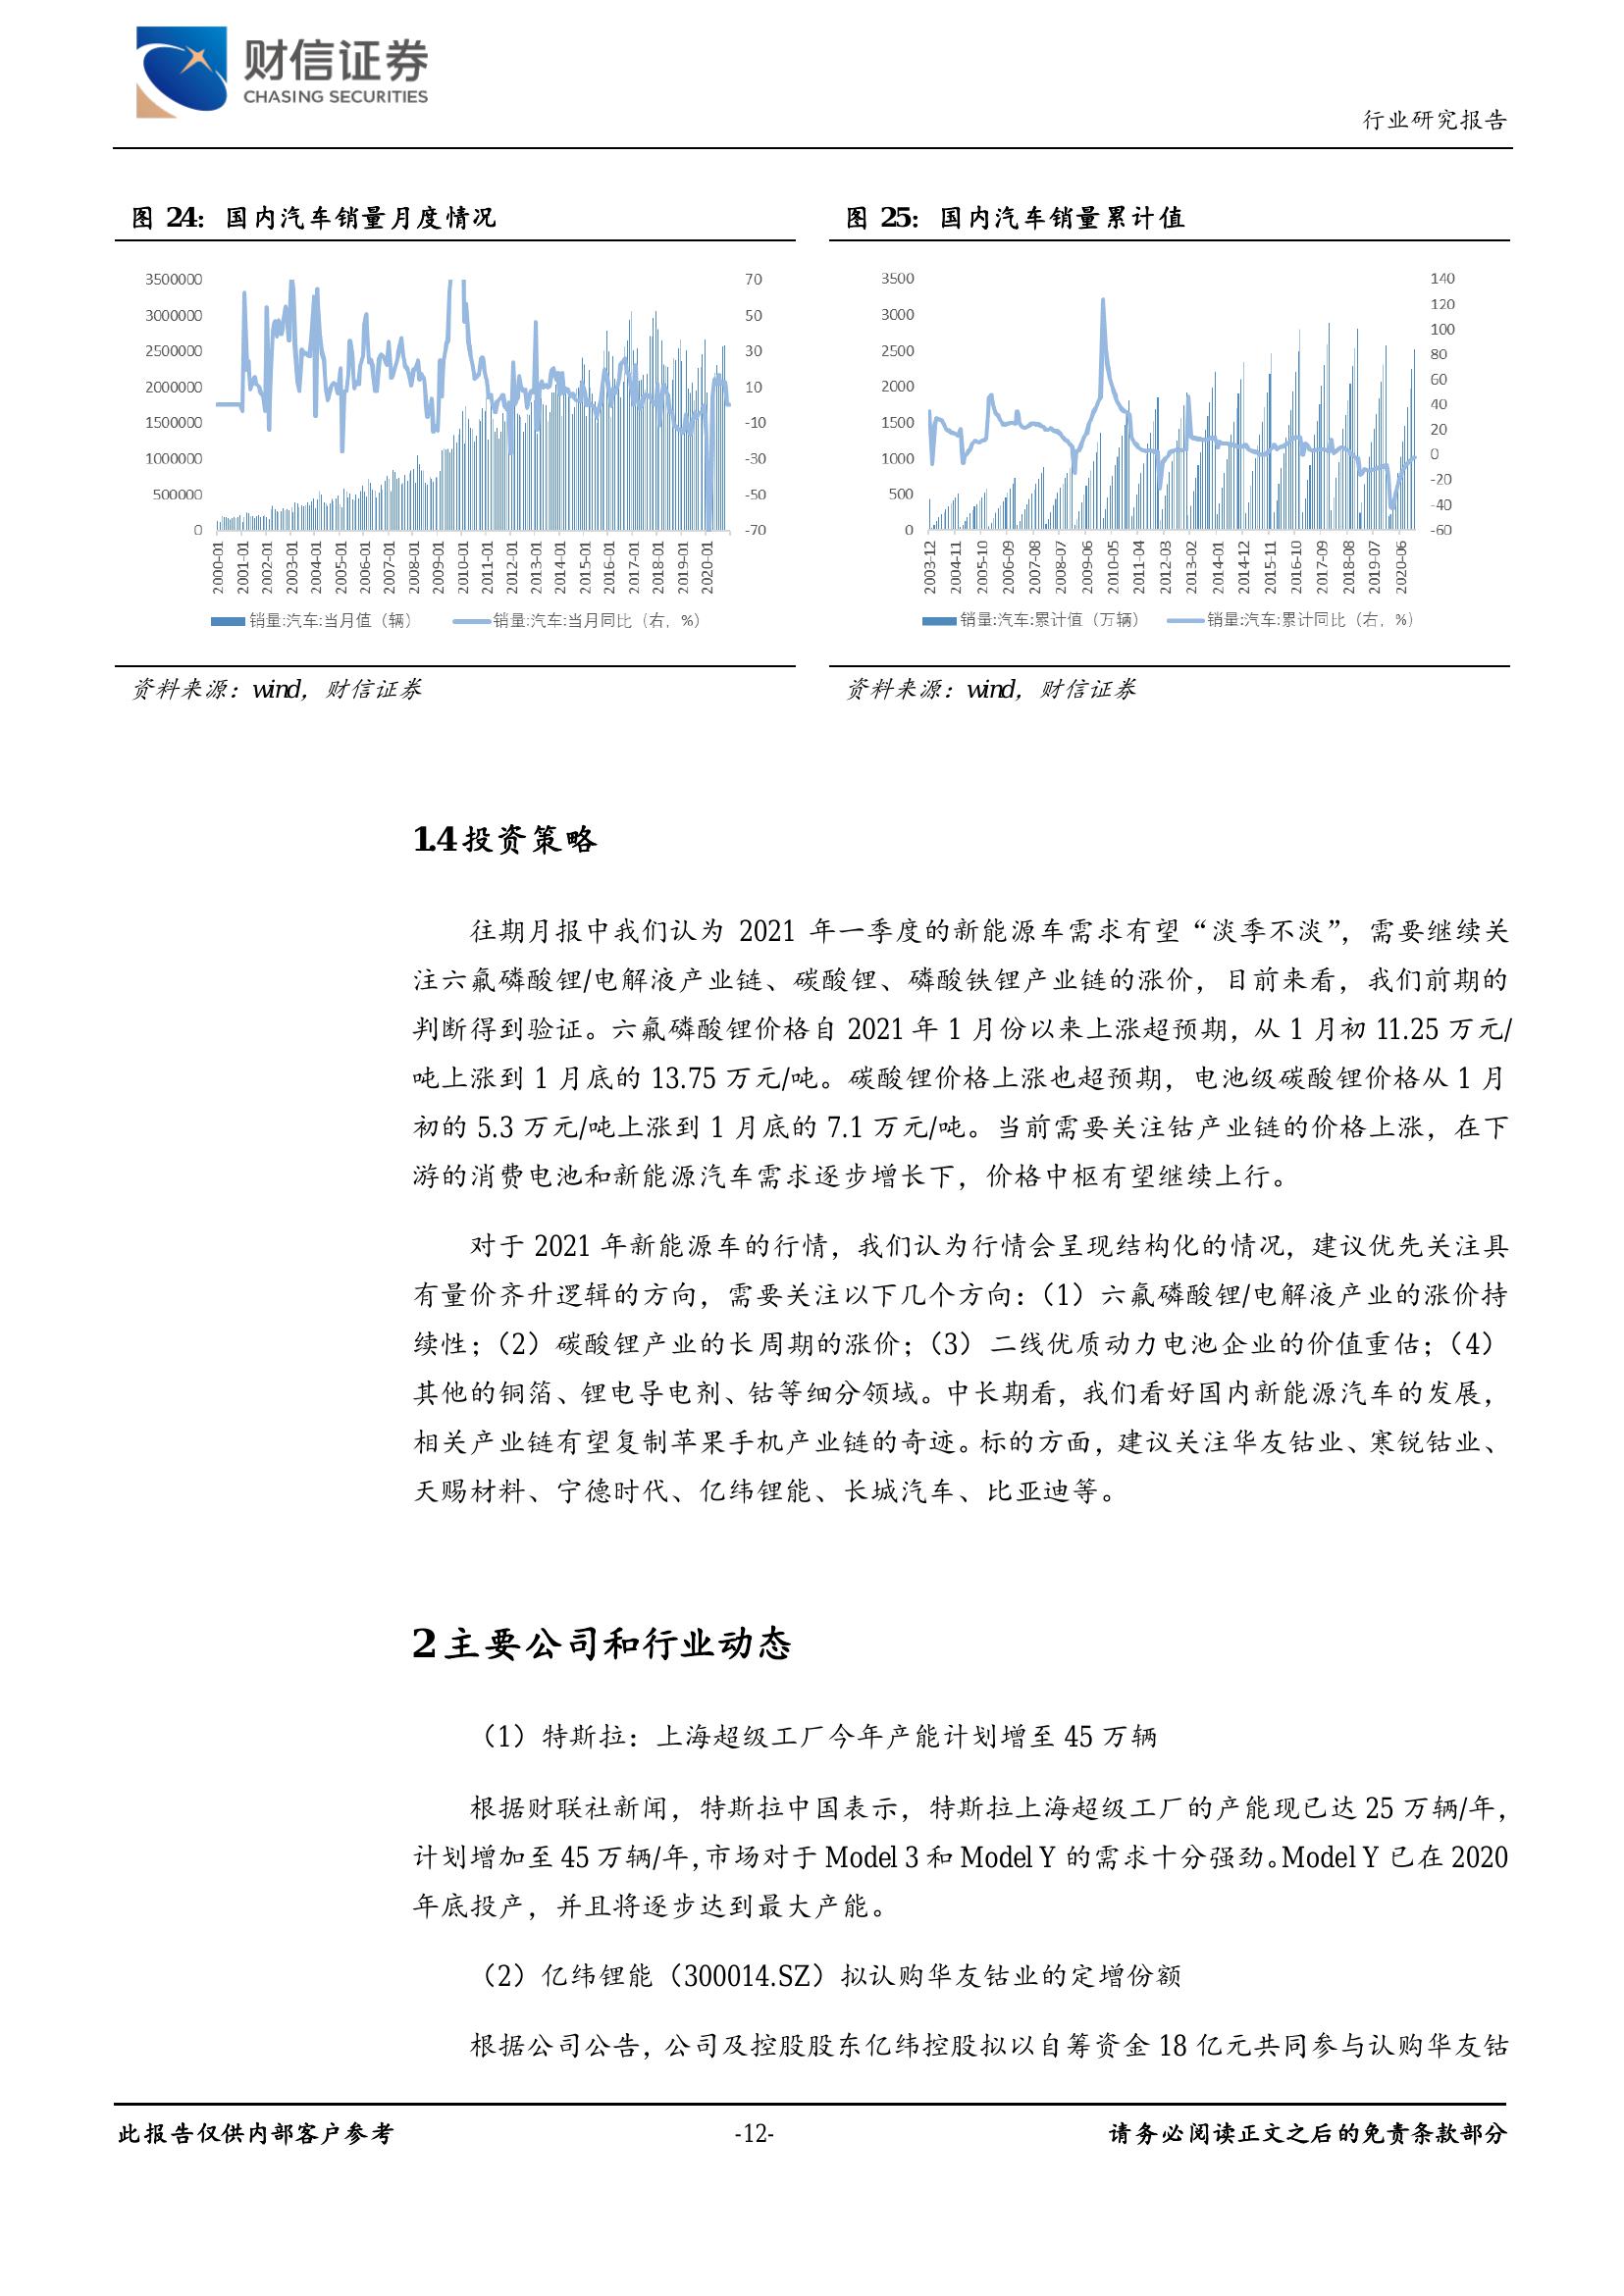 财信证券
CHASING SECURITIES
行业研究报告
图 24：国内汽车销量月度情况
3500000
3000000
2500000
2000000
1500000
1000000
500000
0
70
50
30
10
-10
-30
-50
-70
2000-01
2001-01
2002-01
2003-01
2004-01
2005-01
2006-01
2007-01
2008-01
2009-01
2010-01
2011-01
2012-01
2013-01
2014-01
2015-01
2016-01
2017-01
2018-01
2019-01
2020-01
销量:汽车:当月值（辆） 销量:汽车:当月同比（右，%）
资料来源：wind，财信证券
图 25：国内汽车销量累计值
3500
3000
2500
2000
1500
1000
500
0
140
120
100
80
60
40
20
0
-20
-40
-60
2003-12
2004-11
2005-10
2006-09
2007-08
2008-07
2009-06
2010-05
2011-04
2012-03
2013-02
2014-01
2014-12
2015-11
2016-10
2017-09
2018-08
2019-07
2020-06
销量:汽车:累计值（万辆） 销量:汽车:累计同比（右，%）
资料来源：wind，财信证券
1.4 投资策略
往期月报中我们认为 2021 年一季度的新能源车需求有望“淡季不淡”，需要继续关
注六氟磷酸锂/电解液产业链、碳酸锂、磷酸铁锂产业链的涨价，目前来看，我们前期的
判断得到验证。六氟磷酸锂价格自 2021 年 1 月份以来上涨超预期，从 1 月初 11.25 万元/
吨上涨到 1 月底的 13.75 万元/吨。碳酸锂价格上涨也超预期，电池级碳酸锂价格从 1 月
初的 5.3 万元/吨上涨到 1 月底的 7.1 万元/吨。当前需要关注钴产业链的价格上涨，在下
游的消费电池和新能源汽车需求逐步增长下，价格中枢有望继续上行。
对于 2021 年新能源车的行情，我们认为行情会呈现结构化的情况，建议优先关注具
有量价齐升逻辑的方向，需要关注以下几个方向：（1）六氟磷酸锂/电解液产业的涨价持
续性；（2）碳酸锂产业的长周期的涨价；（3）二线优质动力电池企业的价值重估；（4）
其他的铜箔、锂电导电剂、钴等细分领域。中长期看，我们看好国内新能源汽车的发展，
相关产业链有望复制苹果手机产业链的奇迹。标的方面，建议关注华友钴业、寒锐钴业、
天赐材料、宁德时代、亿纬锂能、长城汽车、比亚迪等。
2 主要公司和行业动态
（1）特斯拉：上海超级工厂今年产能计划增至 45 万辆
根据财联社新闻，特斯拉中国表示，特斯拉上海超级工厂的产能现已达 25 万辆/年，
计划增加至 45 万辆/年，市场对于 Model 3 和 Model Y 的需求十分强劲。Model Y 已在 2020
年底投产，并且将逐步达到最大产能。
（2）亿纬锂能（300014.SZ）拟认购华友钴业的定增份额
根据公司公告，公司及控股股东亿纬控股拟以自筹资金 18 亿元共同参与认购华友钴
此报告仅供内部客户参考
-12-
请务必阅读正文之后的免责条款部分